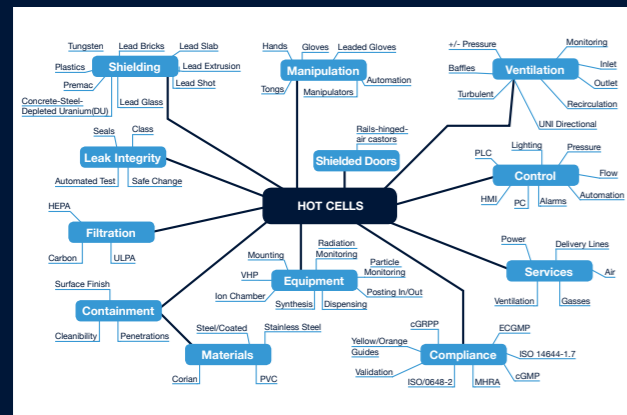 Tungsten
Lead Bricks
Lead Slab
Plastics
Shielding
Lead Extrusion
Premac
Lead Shot
Concrete-Steel-
Depleted Uranium(DU)
Lead Glass
Hands
Gloves
Leaded Gloves
Manipulation
Tongs
Manipulators
Automation
+/- Pressure
Monitoring
Baffles
Ventilation
Inlet
Turbulent
Outlet
Recirculation
UNI Directional
Seals
Class
Leak Integrity
Automated Test
Safe Change
Rails-hinged-
air castors
Shielded Doors
PLC
Lighting
Pressure
Control
Flow
HMI
PC
Alarms
Automation
HOT CELLS
HEPA
Filtration
Carbon
ULPA
Mounting
Radiation
Monitoring
Particle
Monitoring
VHP
Equipment
Ion Chamber
Synthesis
Dispensing
Posting In/Out
Power
Delivery Lines
Services
Air
Ventilation
Gasses
Surface Finish
Containment
Cleanibility
Penetrations
Steel/Coated
Stainless Steel
Materials
Corian
PVC
cGRPP
ECGMP
Yellow/Orange
Guides
Compliance
ISO 14644-1.7
Validation
ISO/0648-2
MHRA
cGMP